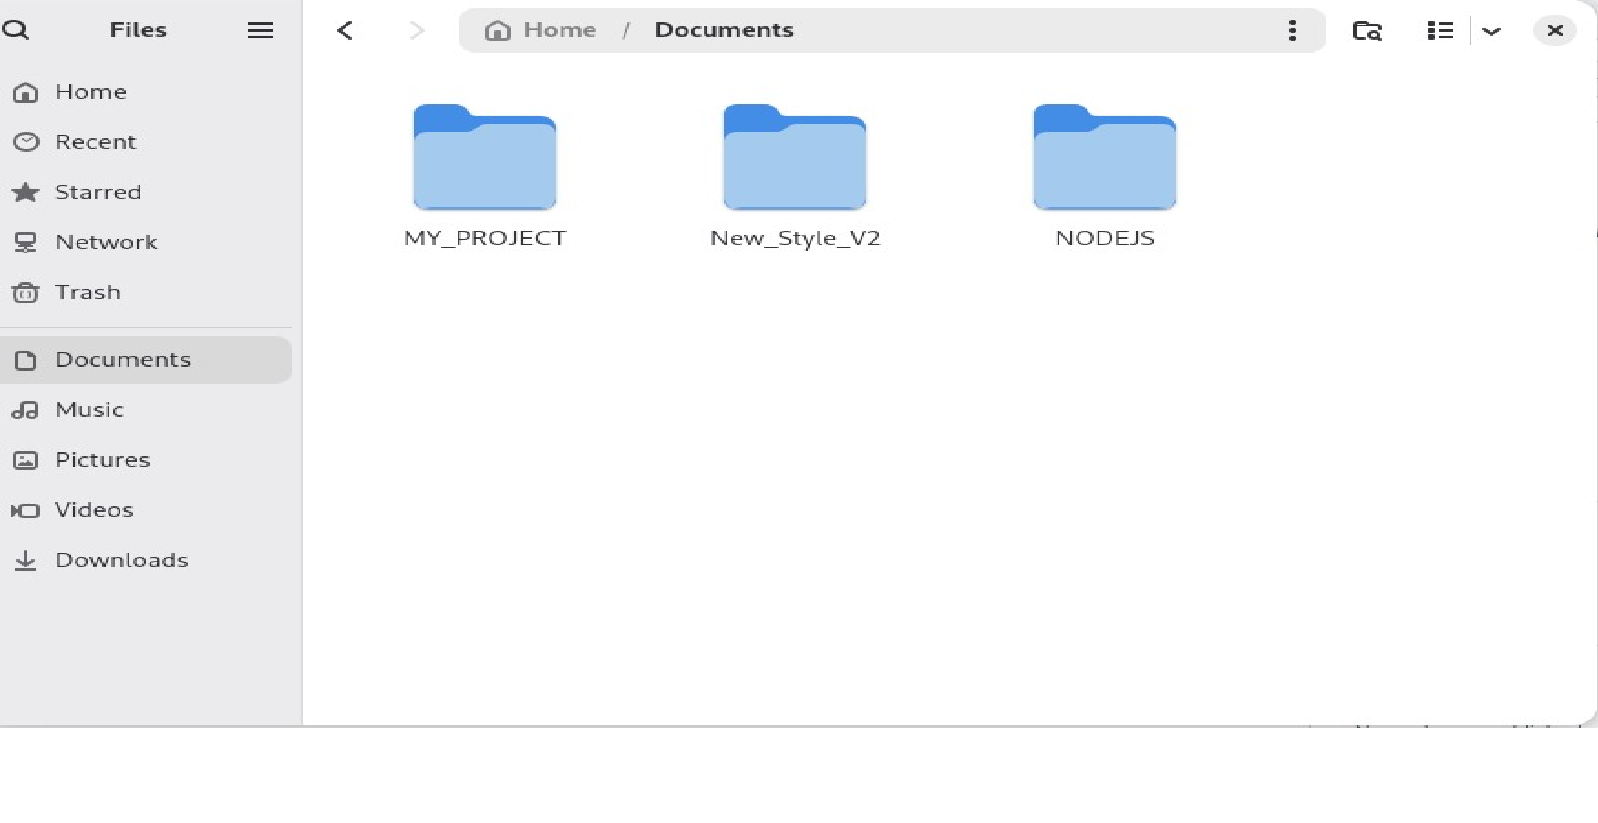 Files
Home / Documents
Home
Recent
Starred
Network
Trash
Documents
Music
Pictures
Videos
Downloads
MY_PROJECT
New_Style_V2
NODEJS